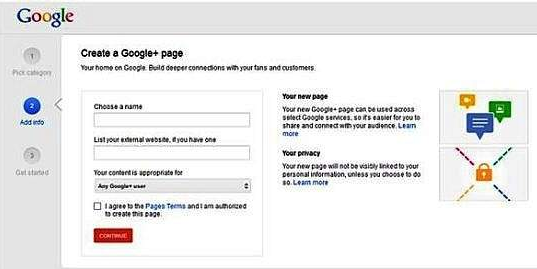 Google
1
Pick category
2
Add info
3
Get started
Create a Google+ page
Your home on Google. Build deeper connections with your fans and customers.
Choose a name
List your external website, if you have one
Your content is appropriate for
Any Google+ user
I agree to the Pages Terms and I am authorized
to create this page.
CONTINUE
Your new page
Your new Google+ page can be used across
select Google services, so it's easier for you to
share and connect with your audience. Learn
more
Your privacy
Your new page will not be visibly linked to your
personal information, unless you choose to do
so. Learn more